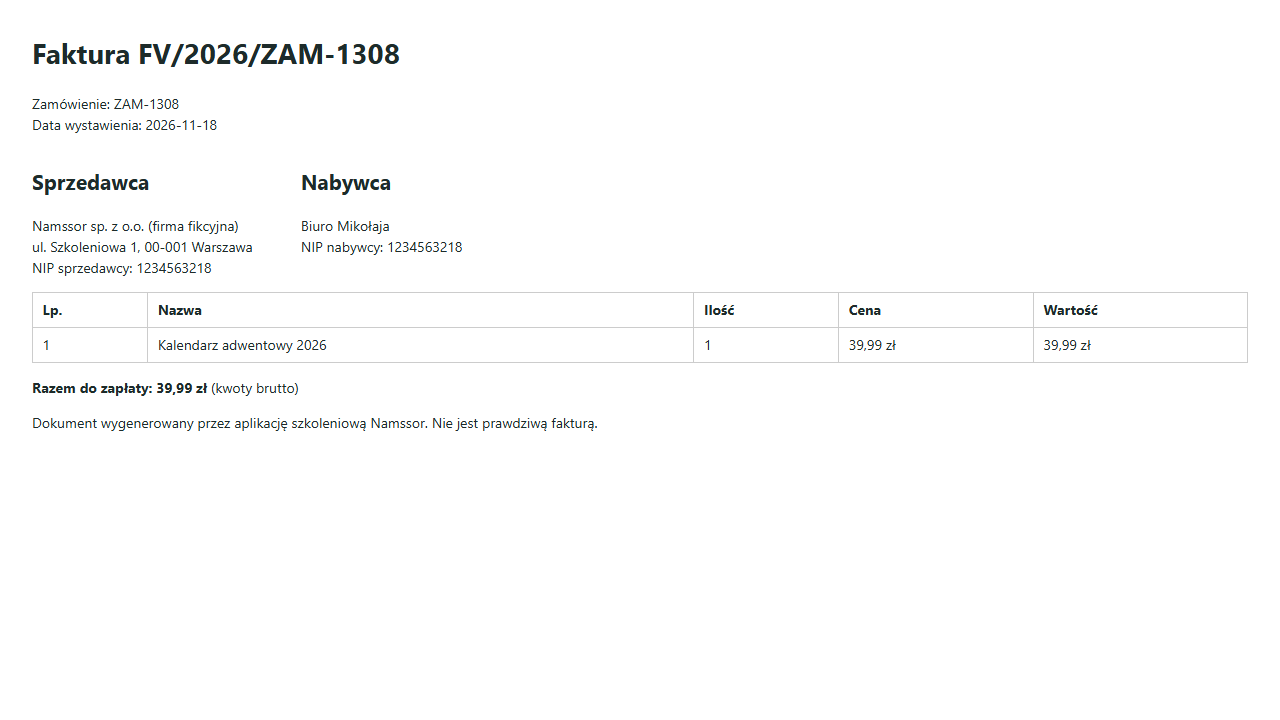 Faktura FV/2026/ZAM-1308
Zamówienie: ZAM-1308
Data wystawienia: 2026-11-18
Sprzedawca
Namssor sp. z o.o. (firma fikcyjna)
ul. Szkoleniowa 1, 00-001 Warszawa
NIP sprzedawcy: 1234563218
Nabywca
Biuro Mikołaja
NIP nabywcy: 1234563218
Lp. Nazwa Ilość Cena Wartość
1 Kalendarz adwentowy 2026 1 39,99 zł 39,99 zł
Razem do zapłaty: 39,99 zł (kwoty brutto)
Dokument wygenerowany przez aplikację szkoleniową Namssor. Nie jest prawdziwą fakturą.